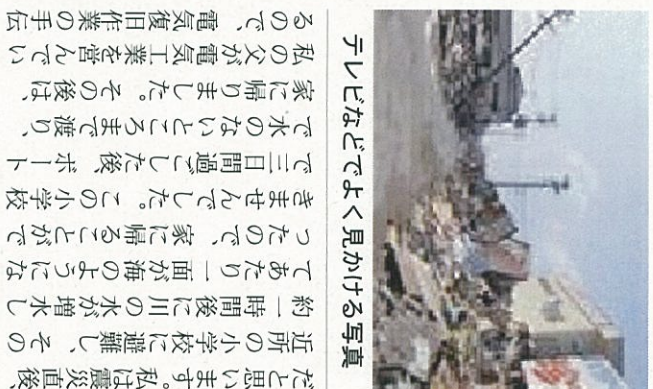 テレビなどでよく見かける写真
だと思います。私は震災直後、
近所の小学校に避難し、その
約一時間後に川の水が増水し
てあたり一面が海のようにな
ったので、家に帰ることがで
きませんでした。この小学校
で三日間過ごした後、ボート
で水のないところまで渡り、
家に帰りました。その後は、
私の父が電気工業を営んでい
るので、電気復旧作業の手伝